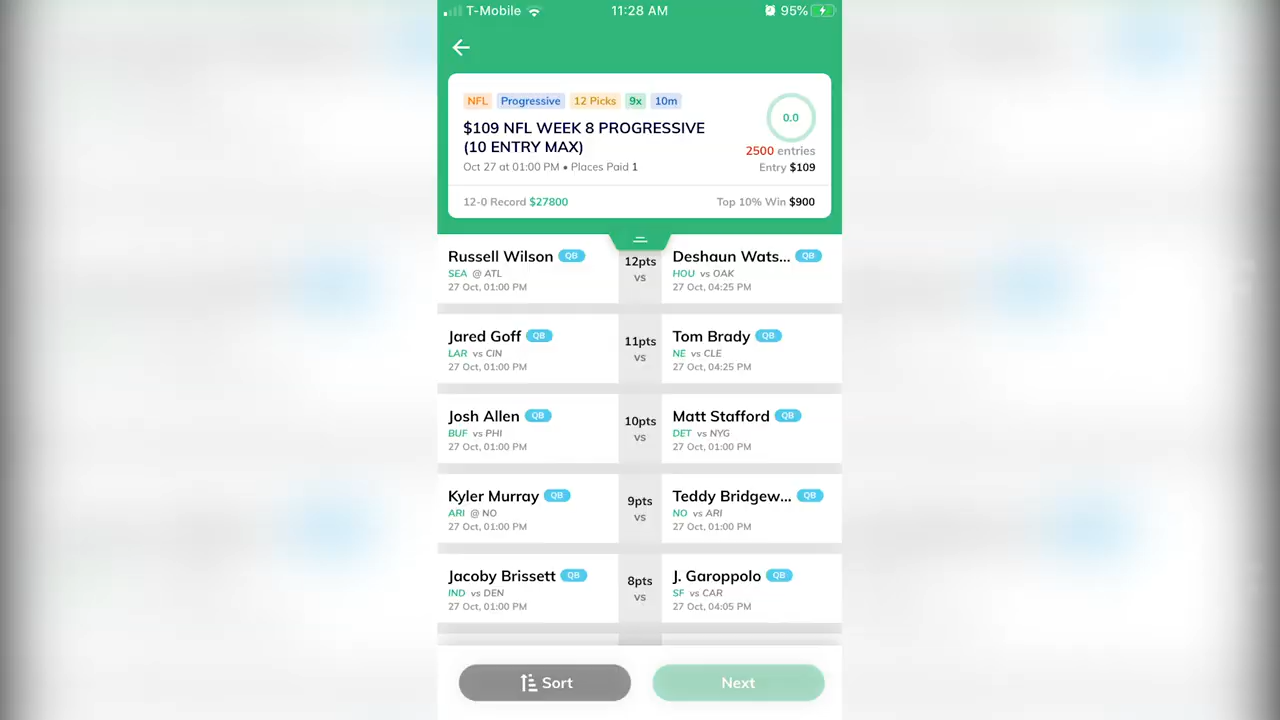 T-Mobile 11:28 AM 95%
NFL Progressive 12 Picks 9x 10m
0.0
$109 NFL WEEK 8 PROGRESSIVE
(10 ENTRY MAX)
2500 entries
Oct 27 at 01:00 PM • Places Paid 1
Entry $109
12-0 Record $27800
Top 10% Win $900
Russell Wilson QB
SEA @ ATL
27 Oct, 01:00 PM
12pts
vs
Deshaun Wats... QB
HOU vs OAK
27 Oct, 04:25 PM
Jared Goff QB
LAR vs CIN
27 Oct, 01:00 PM
11pts
vs
Tom Brady QB
NE vs CLE
27 Oct, 04:25 PM
Josh Allen QB
BUF vs PHI
27 Oct, 01:00 PM
10pts
vs
Matt Stafford QB
DET vs NYG
27 Oct, 01:00 PM
Kyler Murray QB
ARI @ NO
27 Oct, 01:00 PM
9pts
vs
Teddy Bridgew... QB
NO vs ARI
27 Oct, 01:00 PM
Jacoby Brissett QB
IND vs DEN
27 Oct, 01:00 PM
8pts
vs
J. Garoppolo QB
SF vs CAR
27 Oct, 04:05 PM
Sort
Next